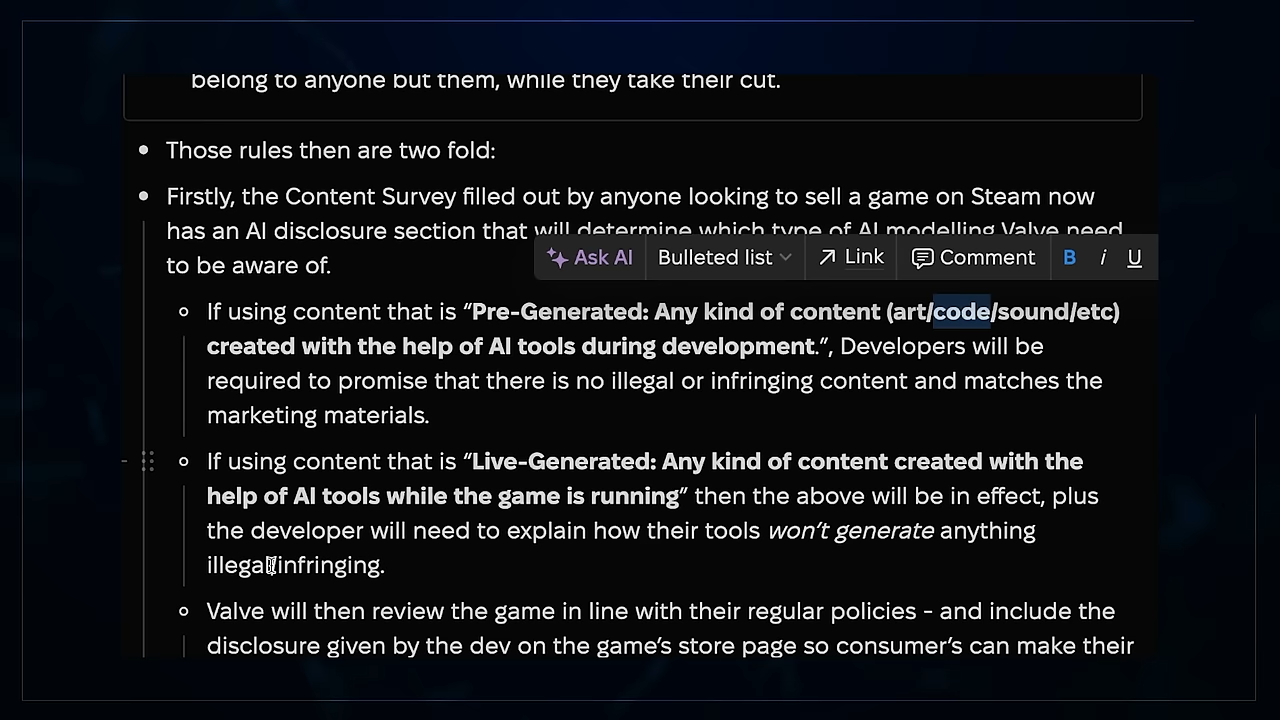 belong to anyone but them, while they take their cut.
Those rules then are two fold:
Firstly, the Content Survey filled out by anyone looking to sell a game on Steam now
has an AI disclosure section that will determine which type of AI modelling Valve need
to be aware of.
Ask AI Bulleted list Link Comment B i U
If using content that is “Pre-Generated: Any kind of content (art/code/sound/etc)
created with the help of AI tools during development.”, Developers will be
required to promise that there is no illegal or infringing content and matches the
marketing materials.
If using content that is “Live-Generated: Any kind of content created with the
help of AI tools while the game is running” then the above will be in effect, plus
the developer will need to explain how their tools won’t generate anything
illegal/infringing.
Valve will then review the game in line with their regular policies - and include the
disclosure given by the dev on the game’s store page so consumer’s can make their